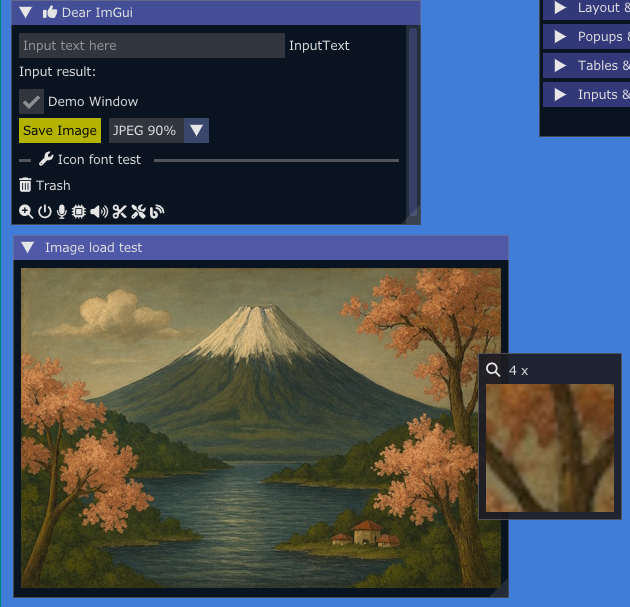 Dear ImGui
Input text here InputText
Input result:
Demo Window
Save Image JPEG 90%
Icon font test
Trash
Layout &
Popups &
Tables &
Inputs &
Image load test
4 x